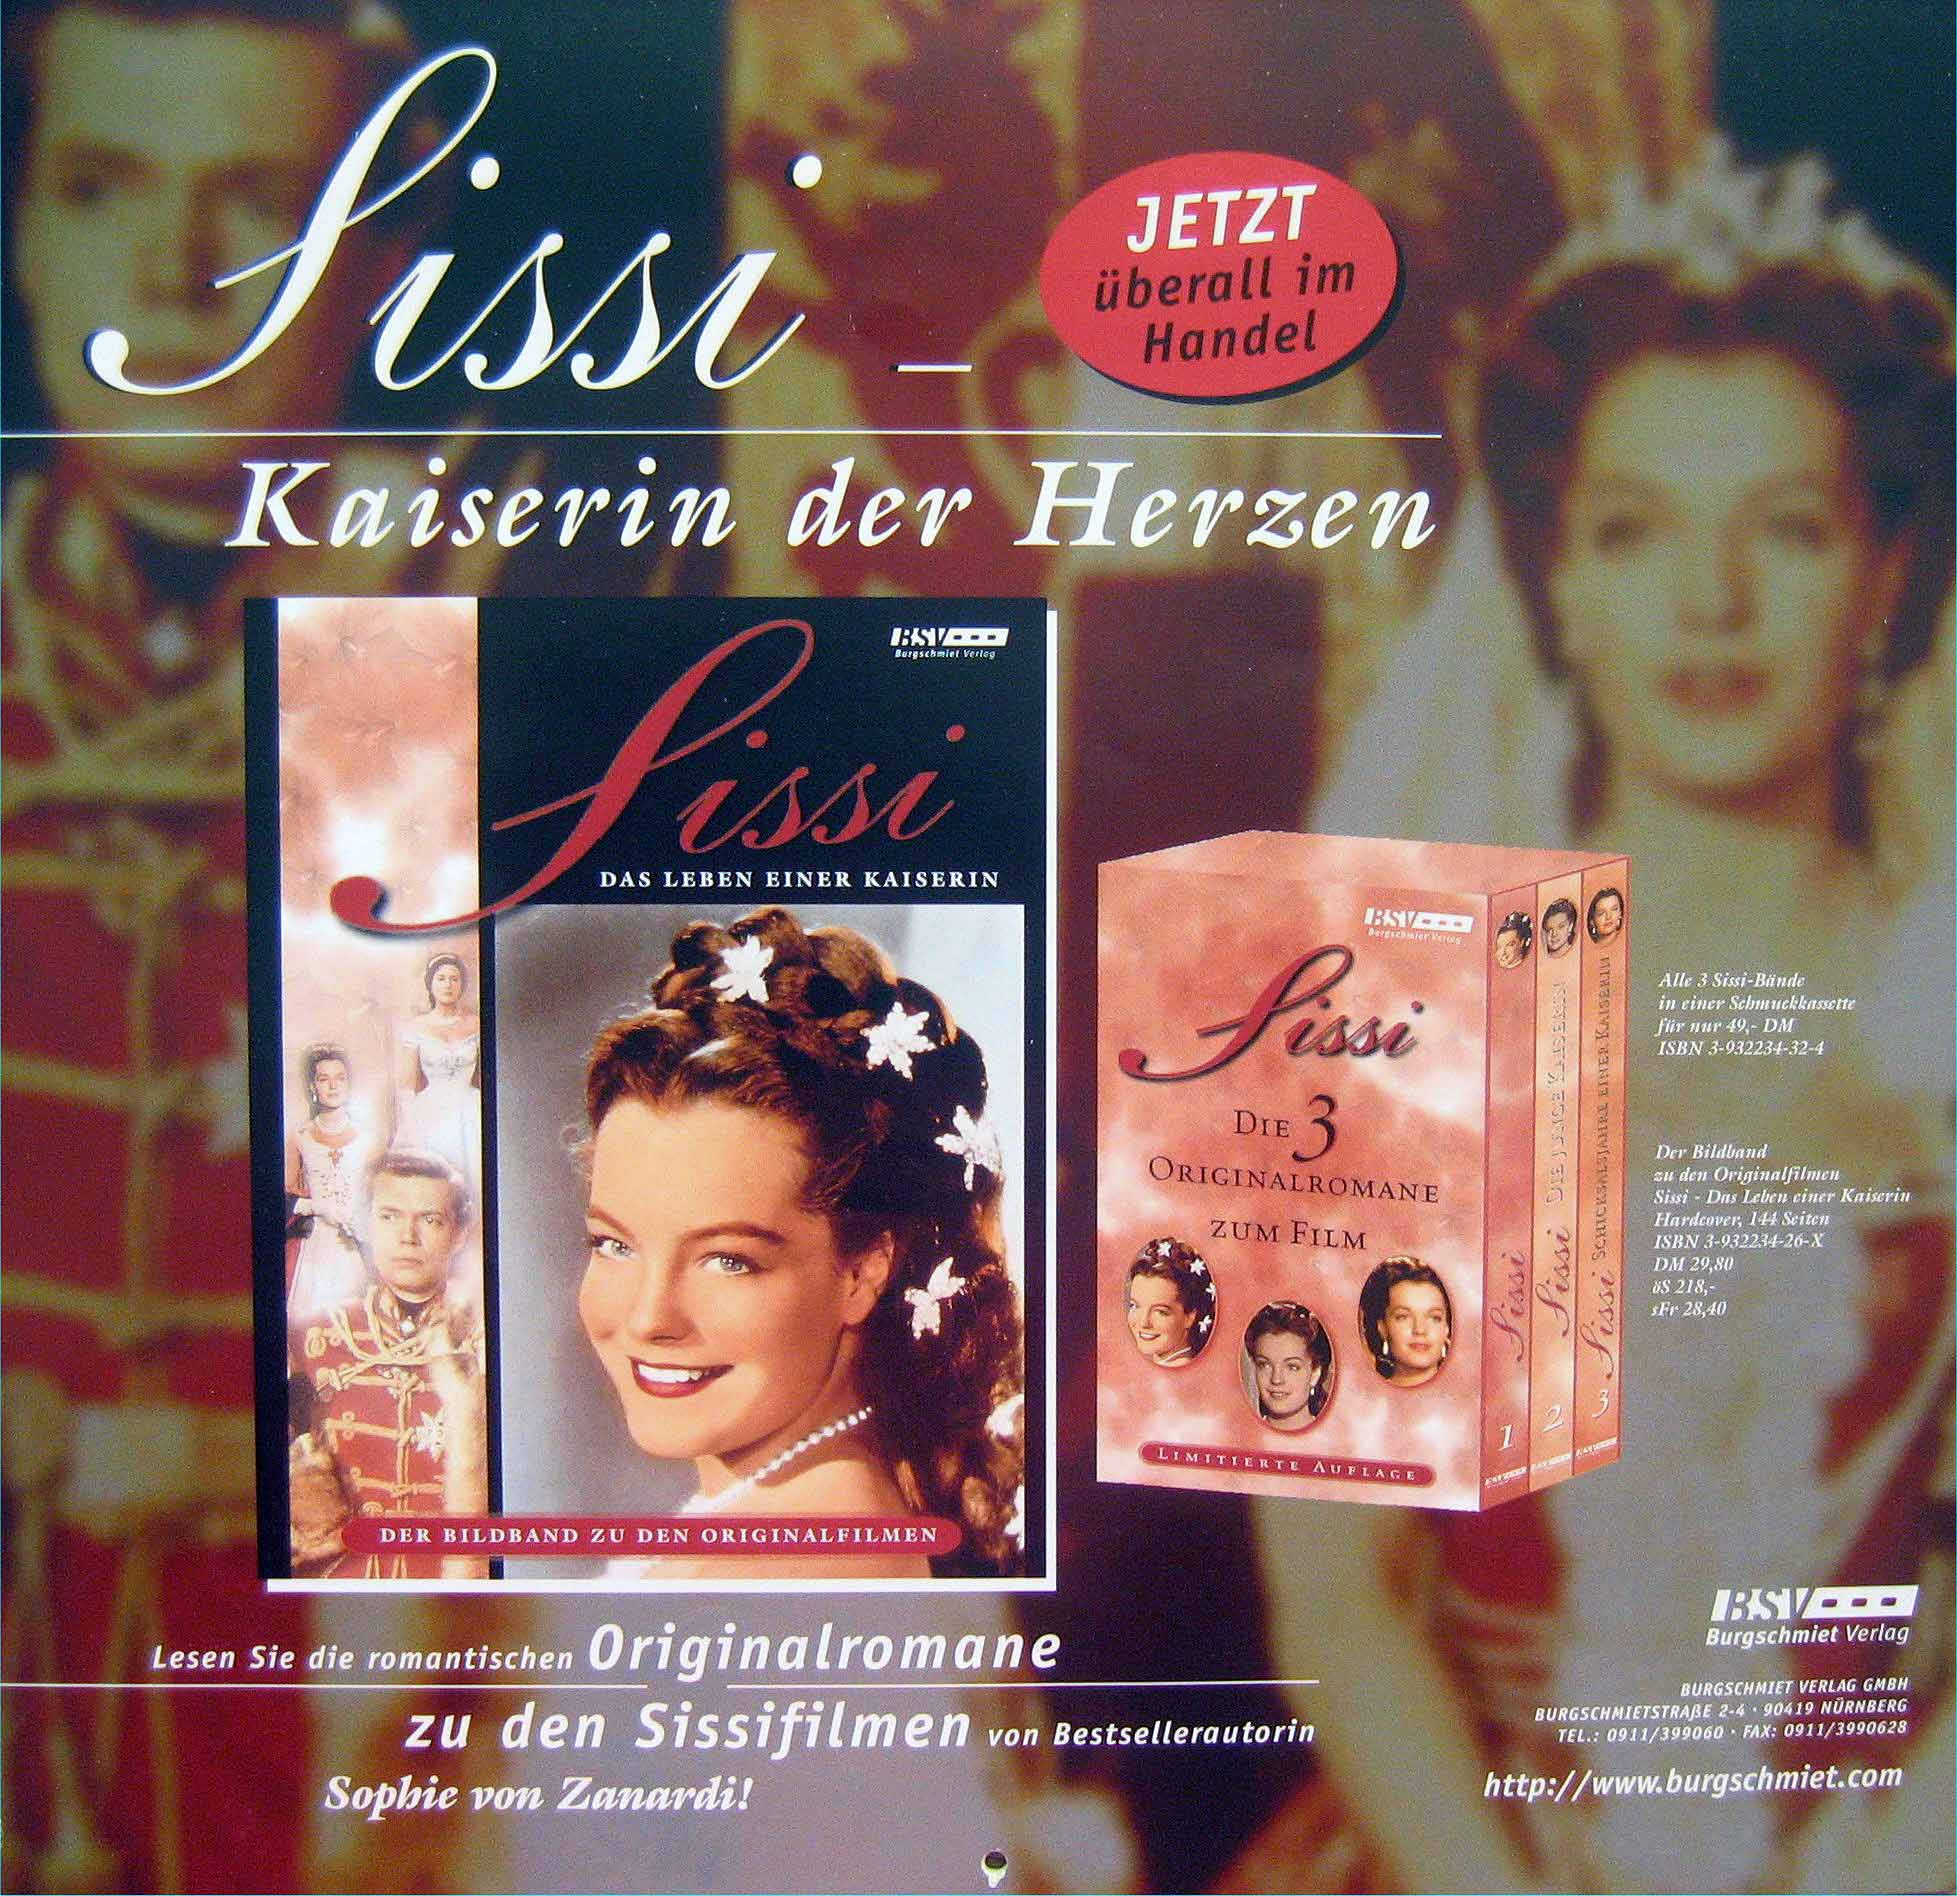 Sissi –
JETZT
überall im
Handel
Kaiserin der Herzen
BSV
Burgschmiet Verlag
Sissi
DAS LEBEN EINER KAISERIN
DER BILDBAND ZU DEN ORIGINALFILMEN
BSV
Burgschmiet Verlag
Sissi
DIE 3
ORIGINALROMANE
ZUM FILM
LIMITIERTE AUFLAGE
Sissi
1
Sissi DIE JUNGE KAISERIN
2
Sissi SCHICKSALSJAHRE EINER KAISERIN
3
Alle 3 Sissi-Bände
in einer Schmuckkassette
für nur 49,- DM
ISBN 3-932234-32-4
Der Bildband
zu den Originalfilmen
Sissi - Das Leben einer Kaiserin
Hardcover, 144 Seiten
ISBN 3-932234-26-X
DM 29,80
öS 218,-
sFr 28,40
Lesen Sie die romantischen Originalromane
zu den Sissifilmen von Bestsellerautorin
Sophie von Zanardi!
BSV
Burgschmiet Verlag
BURGSCHMIET VERLAG GMBH
BURGSCHMIETSTRAßE 2-4 · 90419 NÜRNBERG
TEL.: 0911/399060 · FAX: 0911/3990628
http://www.burgschmiet.com